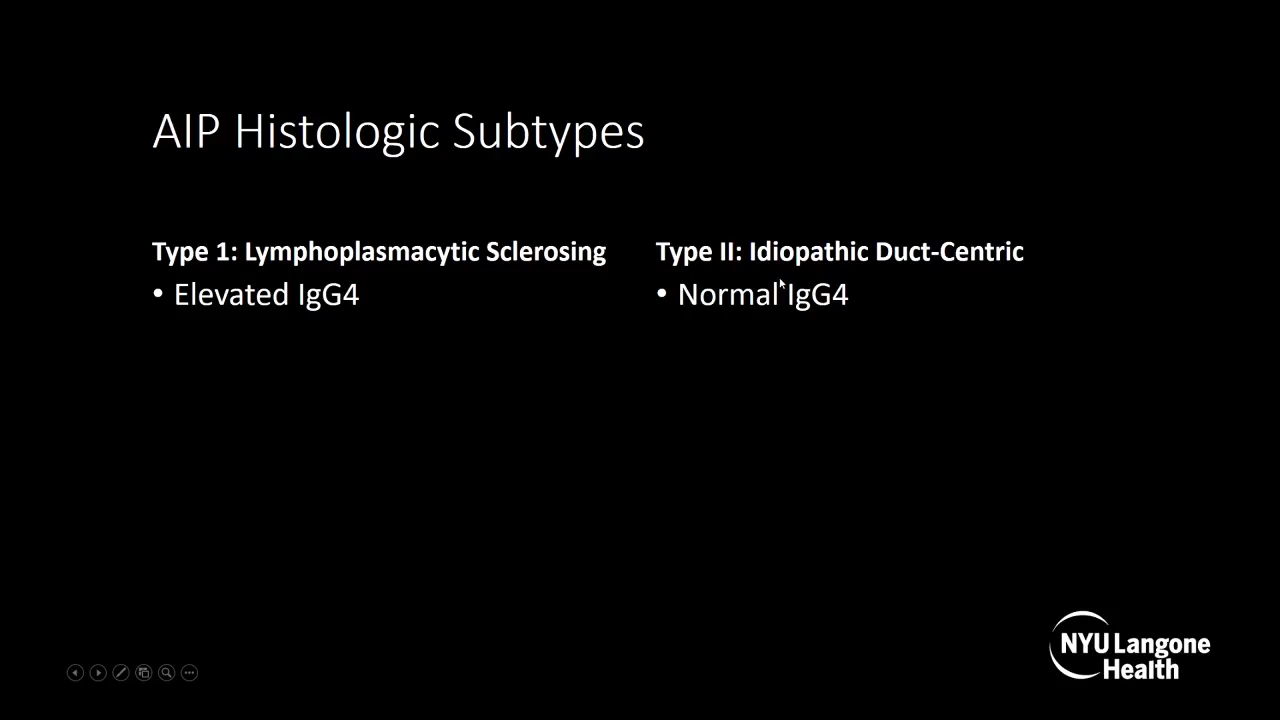 AIP Histologic Subtypes
Type 1: Lymphoplasmacytic Sclerosing
• Elevated IgG4
Type II: Idiopathic Duct-Centric
• Normal IgG4
NYU Langone
Health